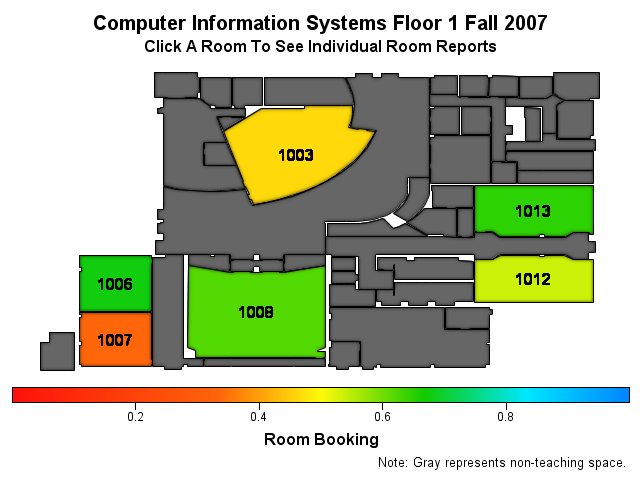 Computer Information Systems Floor 1 Fall 2007
Click A Room To See Individual Room Reports
1003
1013
1006
1012
1008
1007
0.2 0.4 0.6 0.8
Room Booking
Note: Gray represents non-teaching space.